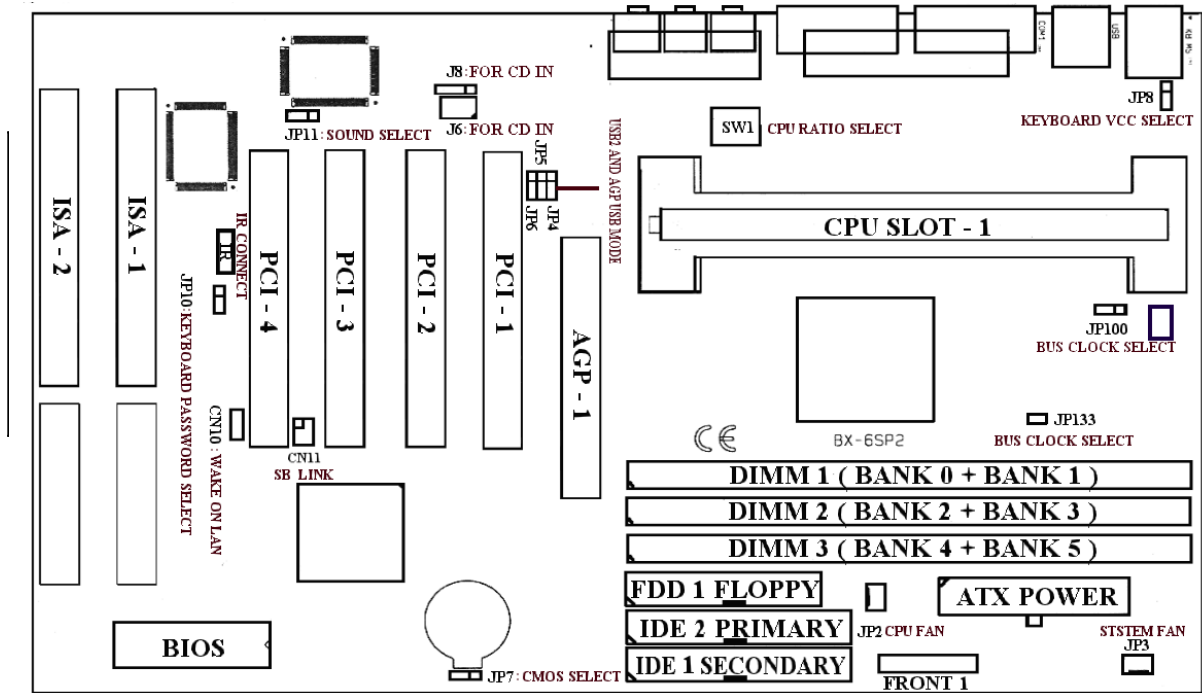 COM1
USB
KB MS
J8:FOR CD IN
JP11:SOUND SELECT
J6:FOR CD IN
SW1 CPU RATIO SELECT
JP8
KEYBOARD VCC SELECT
JP5
JP6
JP4
USB2 AND AGP USB MODE
ISA - 2
ISA - 1
IR
IR CONNECT
JP10:KEYBOARD PASSWORD SELECT
PCI - 4
PCI - 3
PCI - 2
PCI - 1
AGP - 1
CPU SLOT - 1
JP100
BUS CLOCK SELECT
JP133
BUS CLOCK SELECT
CE
BX-6SP2
CN10 : WAKE ON LAN
CN11
SB LINK
DIMM 1 ( BANK 0 + BANK 1 )
DIMM 2 ( BANK 2 + BANK 3 )
DIMM 3 ( BANK 4 + BANK 5 )
FDD 1 FLOPPY
IDE 2 PRIMARY
IDE 1 SECONDARY
ATX POWER
JP2 CPU FAN
STSTEM FAN
JP3
FRONT 1
BIOS
JP7:CMOS SELECT